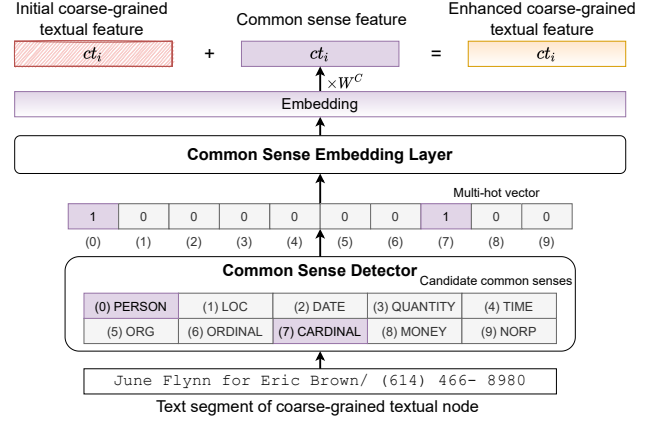 Initial coarse-grained textual feature
Common sense feature
Enhanced coarse-grained textual feature
ct_i + ct_i = ct_i
×W^C
Embedding
Common Sense Embedding Layer
Multi-hot vector
1 0 0 0 0 0 0 1 0 0
(0) (1) (2) (3) (4) (5) (6) (7) (8) (9)
Common Sense Detector
Candidate common senses
(0) PERSON (1) LOC (2) DATE (3) QUANTITY (4) TIME
(5) ORG (6) ORDINAL (7) CARDINAL (8) MONEY (9) NORP
June Flynn for Eric Brown/ (614) 466- 8980
Text segment of coarse-grained textual node